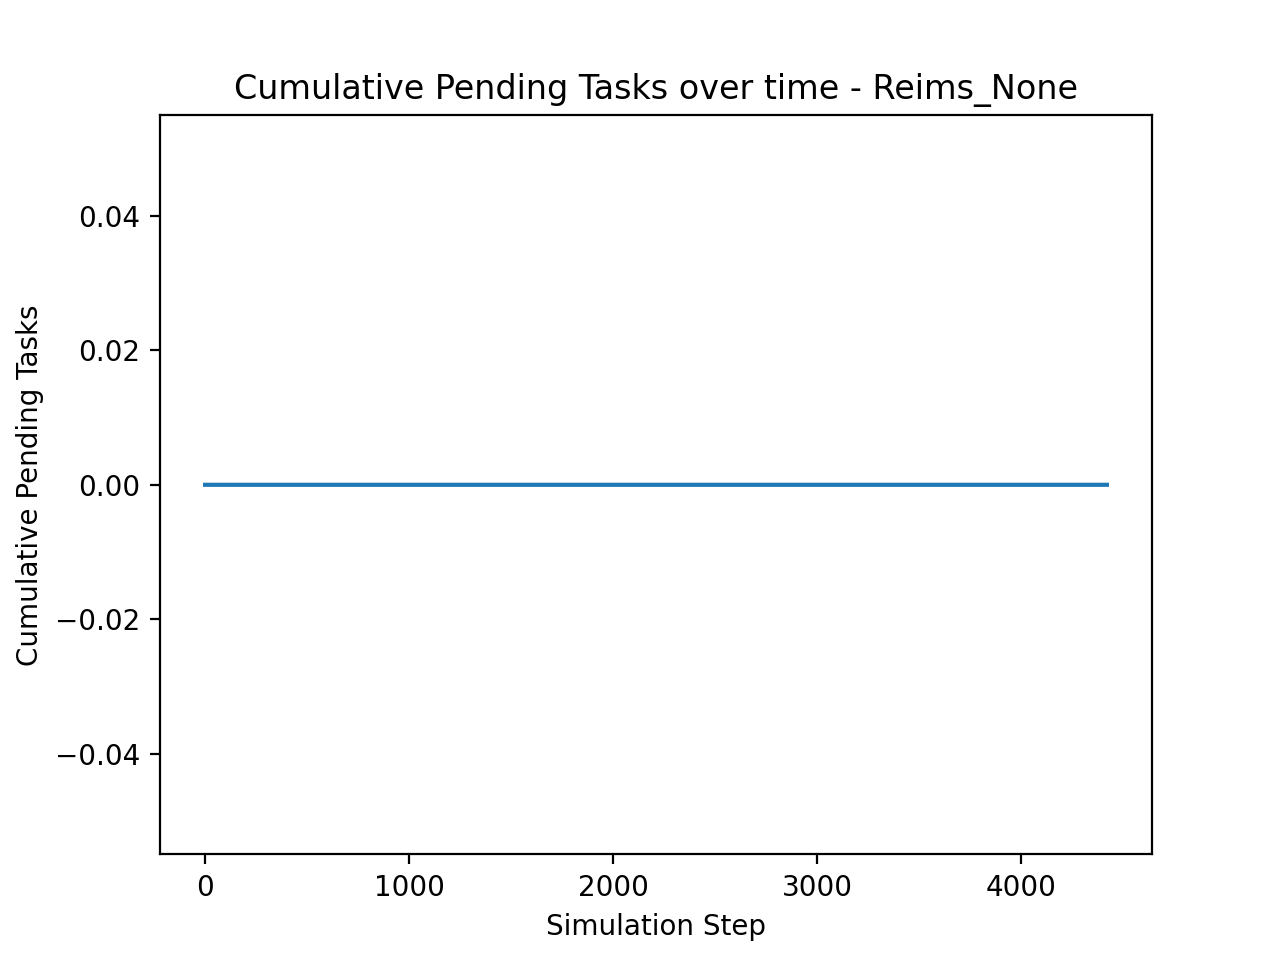 Cumulative Pending Tasks over time - Reims_None
Cumulative Pending Tasks
0.04
0.02
0.00
−0.02
−0.04
0 1000 2000 3000 4000
Simulation Step